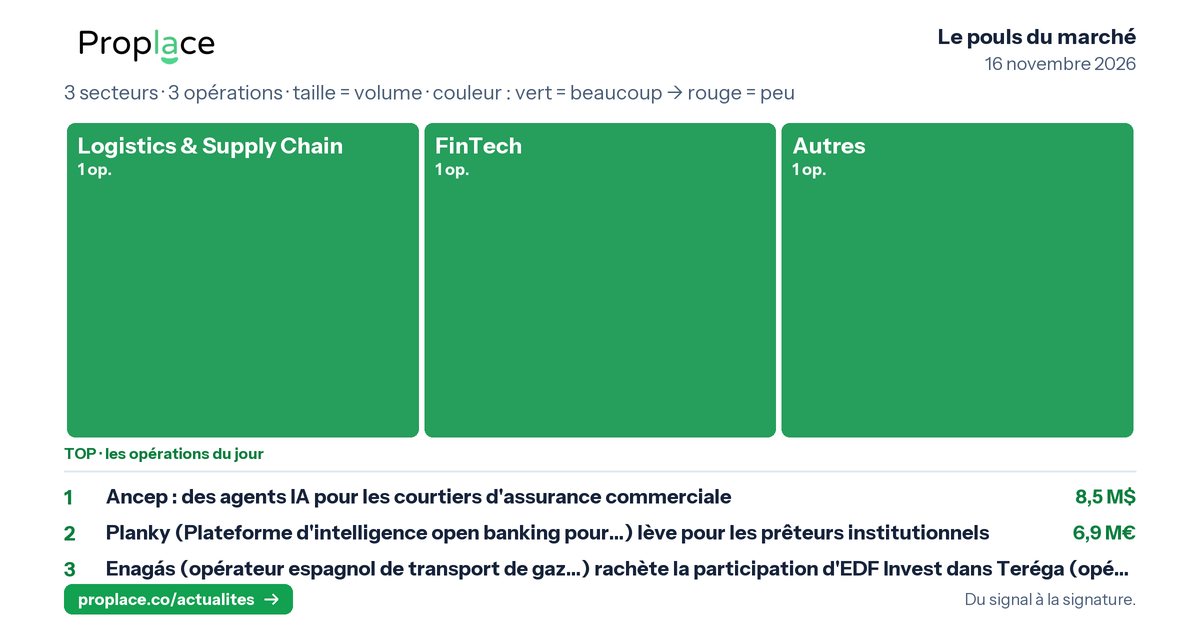 Proplace
Le pouls du marché
16 novembre 2026
3 secteurs · 3 opérations · taille = volume · couleur : vert = beaucoup → rouge = peu
Logistics & Supply Chain
1 op.
FinTech
1 op.
Autres
1 op.
TOP · les opérations du jour
1 Ancep : des agents IA pour les courtiers d'assurance commerciale 8,5 M$
2 Planky (Plateforme d'intelligence open banking pour...) lève pour les prêteurs institutionnels 6,9 M€
3 Enagás (opérateur espagnol de transport de gaz...) rachète la participation d'EDF Invest dans Teréga (opé...
proplace.co/actualites →
Du signal à la signature.